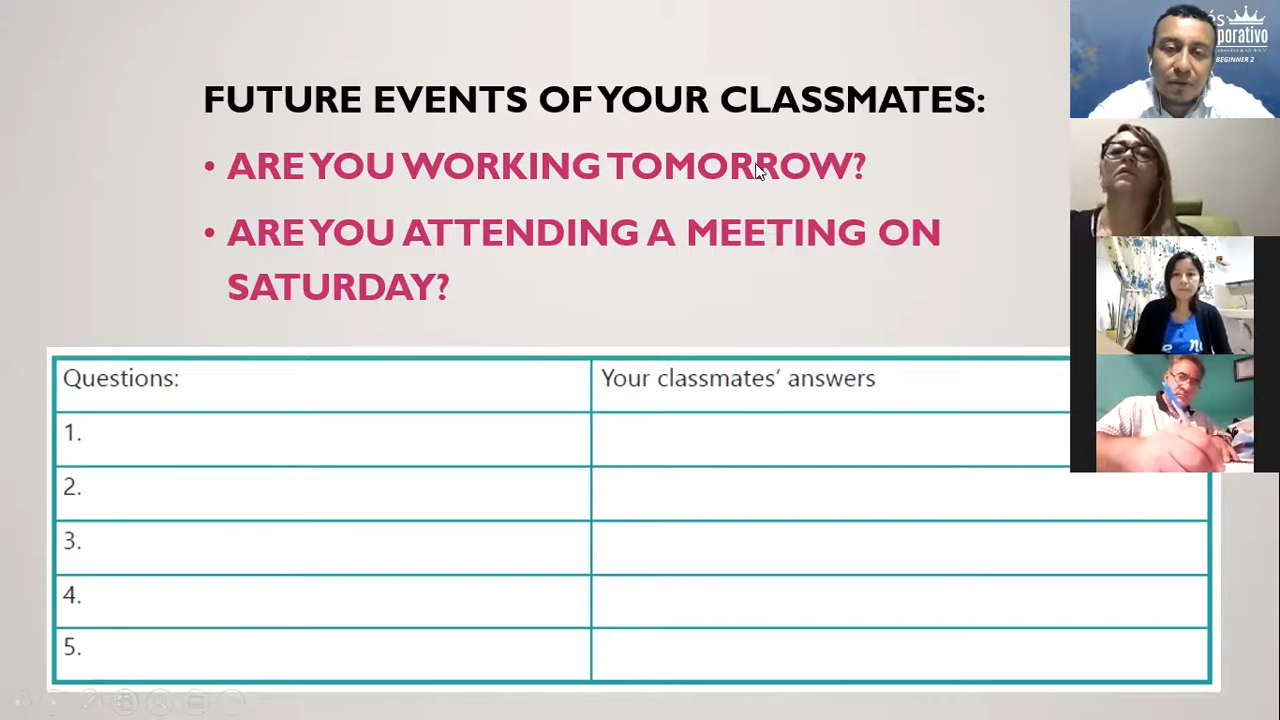 FUTURE EVENTS OF YOUR CLASSMATES:
• ARE YOU WORKING TOMORROW?
• ARE YOU ATTENDING A MEETING ON
SATURDAY?
Questions:
Your classmates’ answers
1.
2.
3.
4.
5.
BEGINNER 2